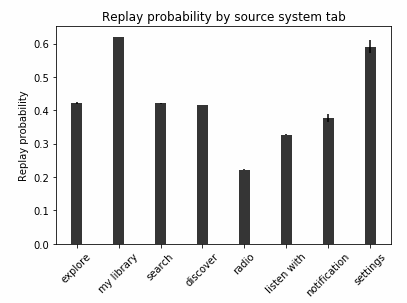 Replay probability by source system tab
Replay probability
0.6
0.5
0.4
0.3
0.2
0.1
0.0
explore
my library
search
discover
radio
listen with
notification
settings